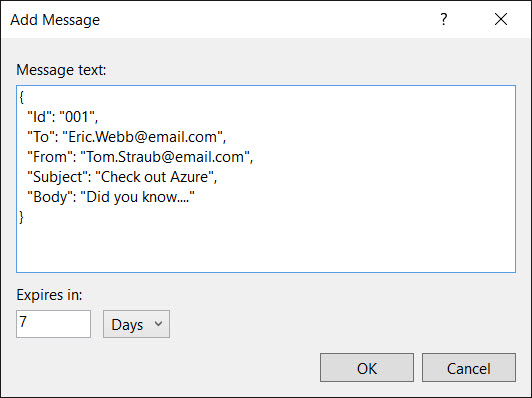 Add Message
?
Message text:
{
"Id": "001",
"To": "Eric.Webb@email.com",
"From": "Tom.Straub@email.com",
"Subject": "Check out Azure",
"Body": "Did you know...."
}
Expires in:
7 Days
OK Cancel